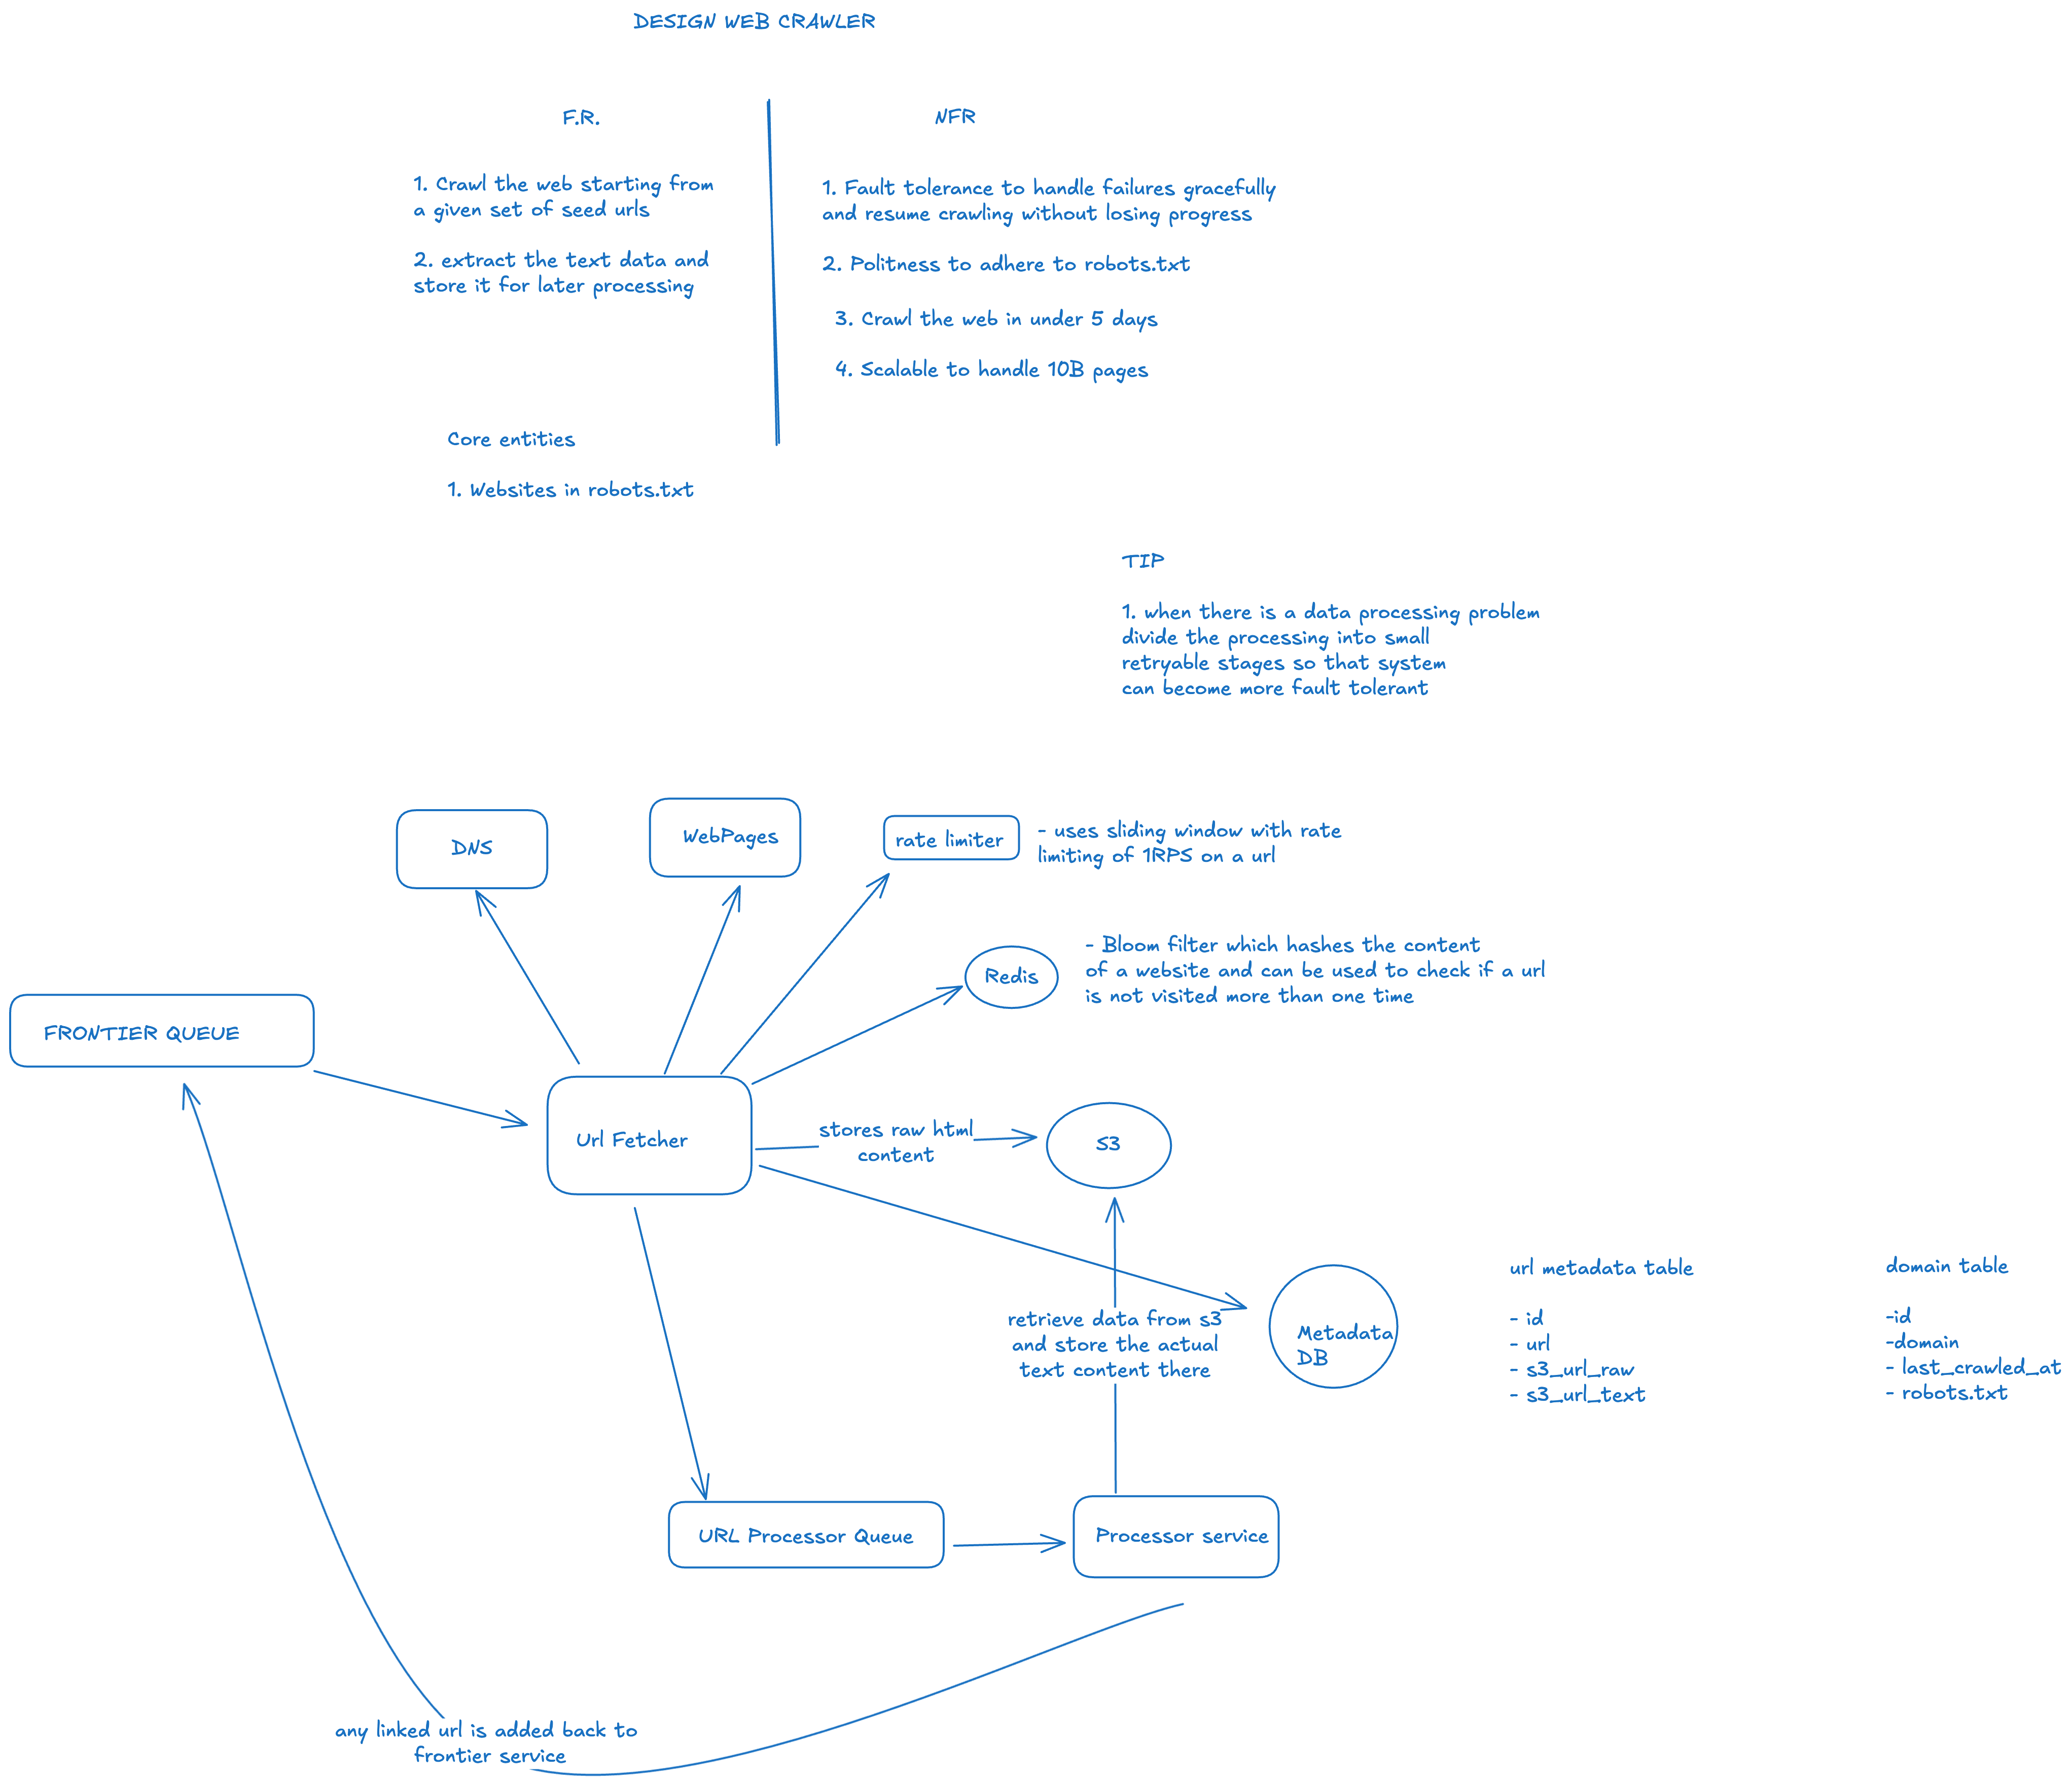 DESIGN WEB CRAWLER
F.R.
NFR
1. Crawl the web starting from
a given set of seed urls
2. extract the text data and
store it for later processing
1. Fault tolerance to handle failures gracefully
and resume crawling without losing progress
2. Politness to adhere to robots.txt
3. Crawl the web in under 5 days
4. Scalable to handle 10B pages
Core entities
1. Websites in robots.txt
TIP
1. when there is a data processing problem
divide the processing into small
retryable stages so that system
can become more fault tolerant
DNS
WebPages
rate limiter
- uses sliding window with rate
limiting of 1RPS on a url
Redis
- Bloom filter which hashes the content
of a website and can be used to check if a url
is not visited more than one time
FRONTIER QUEUE
Url Fetcher
stores raw html
content
S3
retrieve data from s3
and store the actual
text content there
Metadata
DB
url metadata table
- id
- url
- s3_url_raw
- s3_url_text
domain table
-id
-domain
- last_crawled_at
- robots.txt
URL Processor Queue
Processor service
any linked url is added back to
frontier service